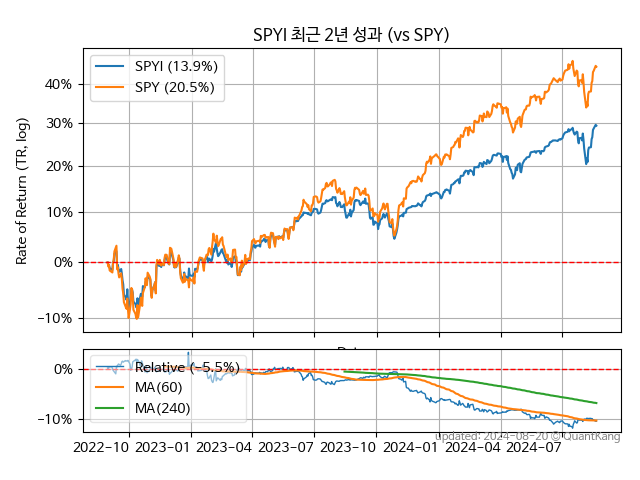 SPYI 최근 2년 성과 (vs SPY)
SPYI (13.9%)
SPY (20.5%)
Rate of Return (TR, log)
40%
30%
20%
10%
0%
−10%
Relative (−5.5%)
MA(60)
MA(240)
0%
−10%
2022-10 2023-01 2023-04 2023-07 2023-10 2024-01 2024-04 2024-07
updated: 2024-08-20 © QuantKang